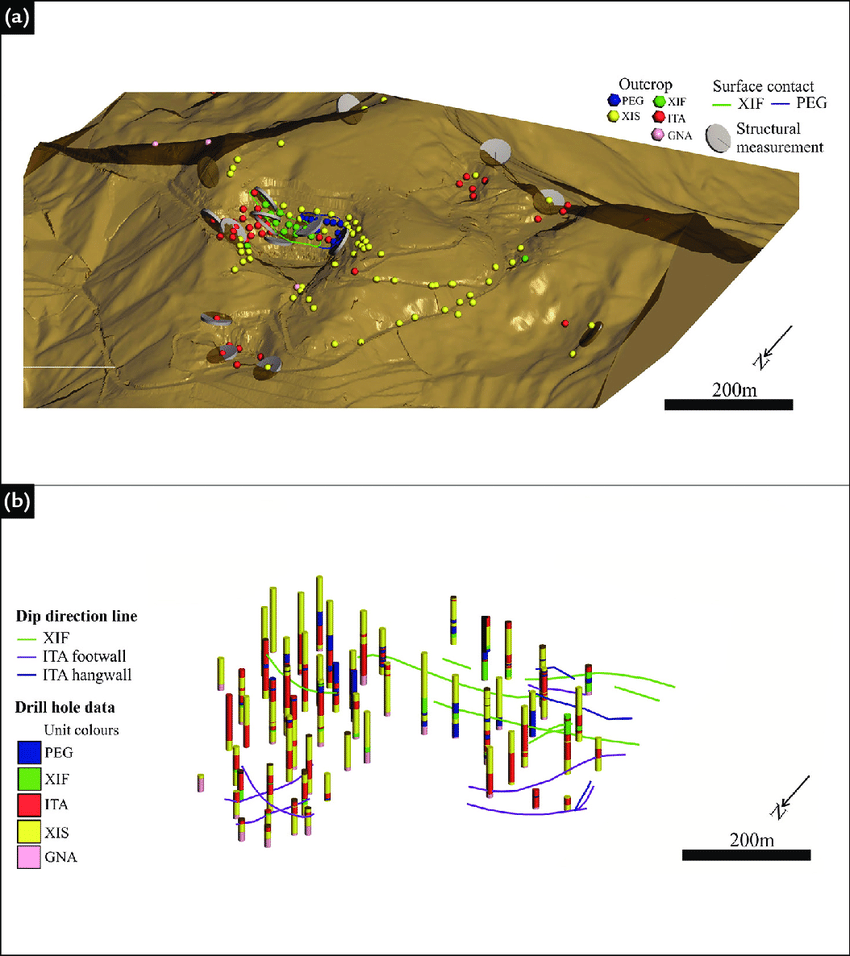 (a)
Outcrop
PEG XIF
XIS ITA
GNA
Surface contact
XIF PEG
Structural
measurement
N
200m
(b)
Dip direction line
XIF
ITA footwall
ITA hangwall
Drill hole data
Unit colours
PEG
XIF
ITA
XIS
GNA
N
200m